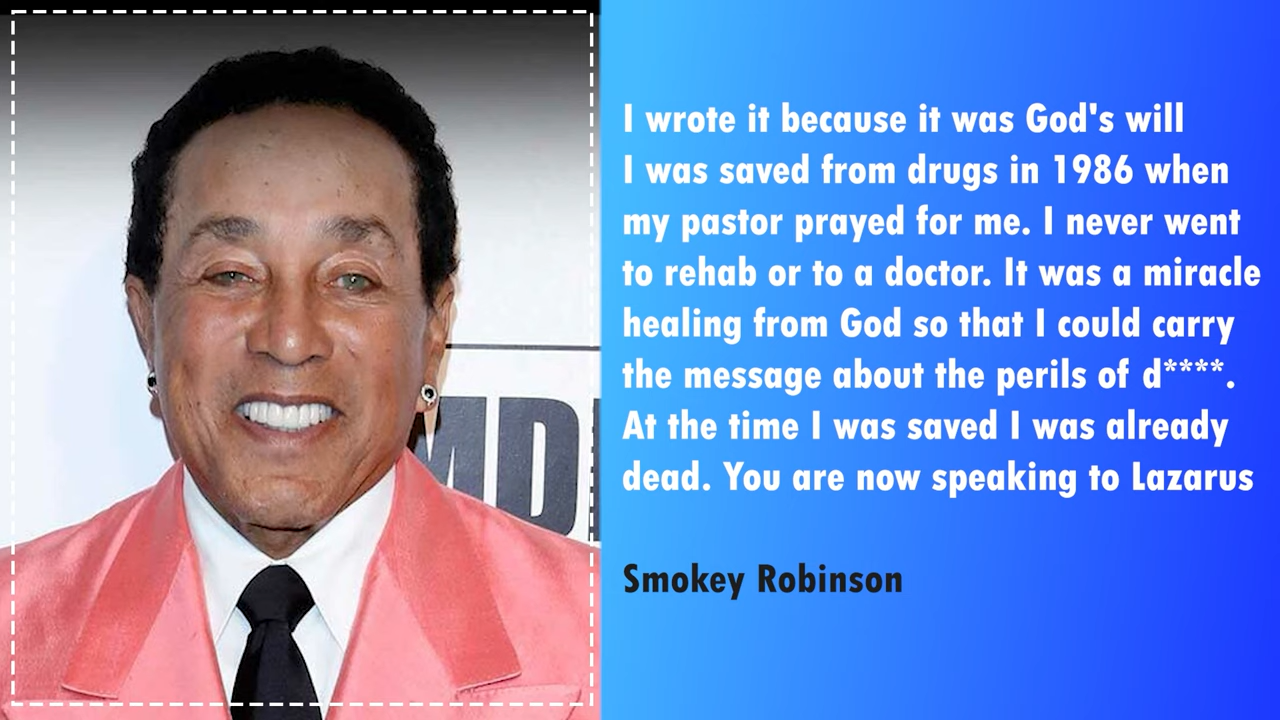 MD
I wrote it because it was God's will
I was saved from drugs in 1986 when
my pastor prayed for me. I never went
to rehab or to a doctor. It was a miracle
healing from God so that I could carry
the message about the perils of d****.
At the time I was saved I was already
dead. You are now speaking to Lazarus
Smokey Robinson